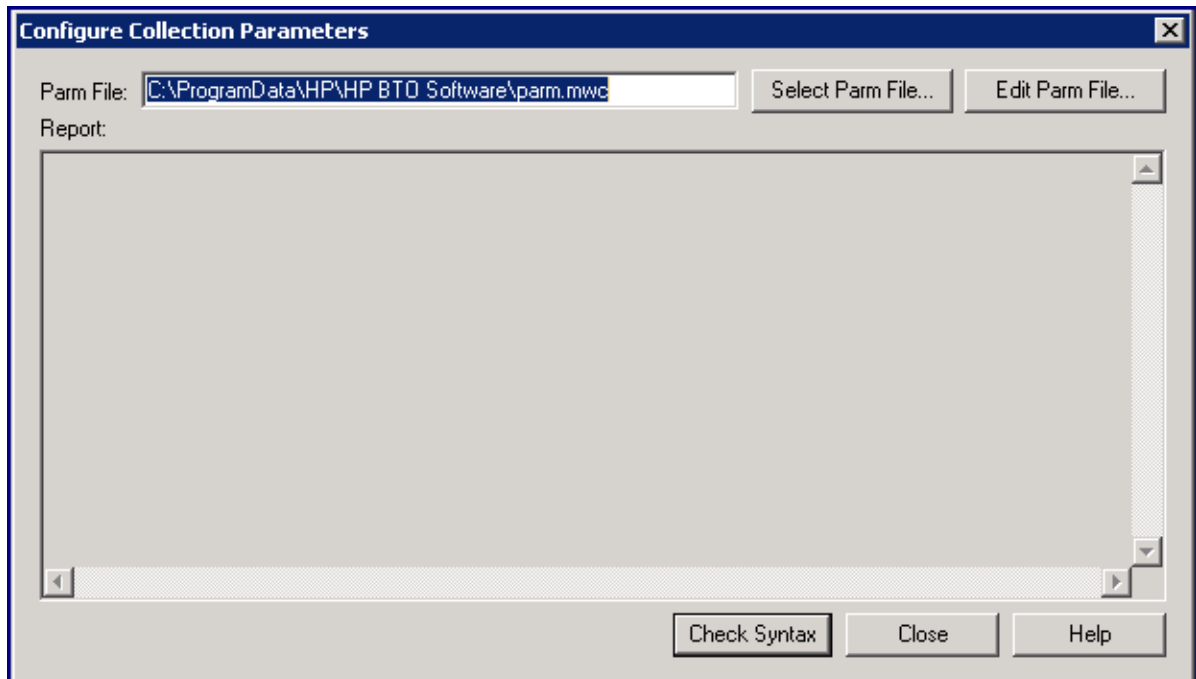 Configure Collection Parameters
Parm File: C:\ProgramData\HP\HP BTO Software\parm.mwc Select Parm File... Edit Parm File...
Report:
Check Syntax Close Help